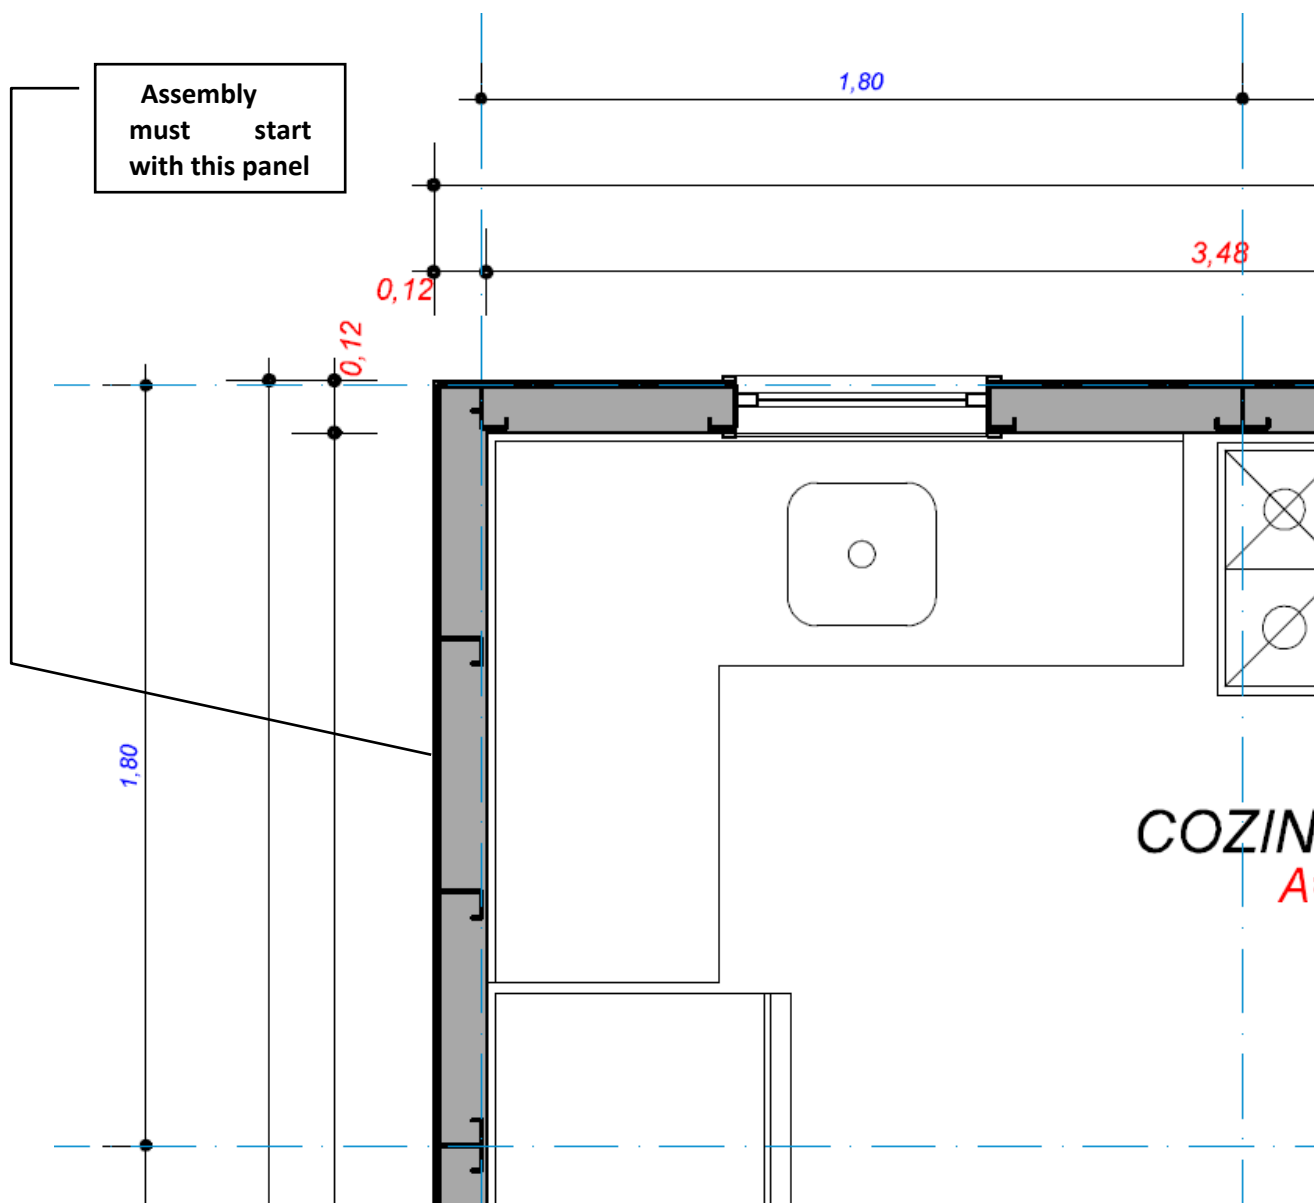 1,80
Assembly
must start
with this panel
3,48
0,12
0,12
1,80
COZIN
A